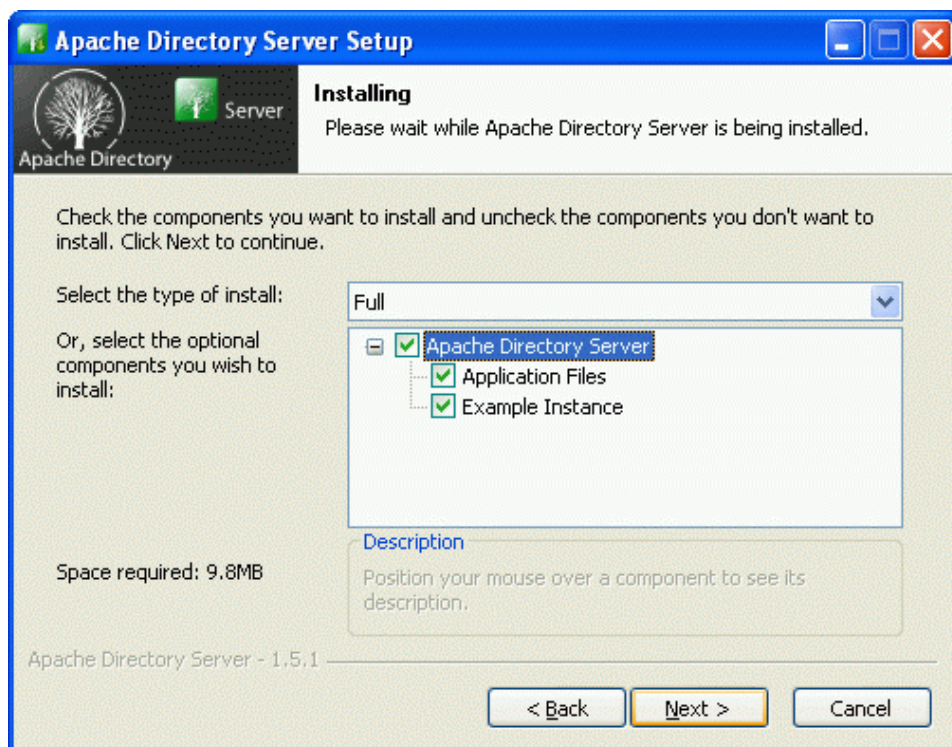 Apache Directory Server Setup
Server
Apache Directory
Installing
Please wait while Apache Directory Server is being installed.
Check the components you want to install and uncheck the components you don't want to
install. Click Next to continue.
Select the type of install:
Full
Or, select the optional
components you wish to
install:
Apache Directory Server
Application Files
Example Instance
Space required: 9.8MB
Description
Position your mouse over a component to see its
description.
Apache Directory Server - 1.5.1
< Back
Next >
Cancel